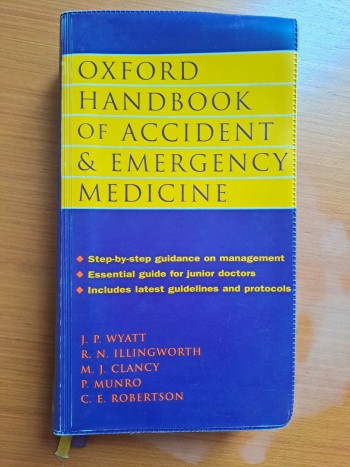 OXFORD
HANDBOOK
OF ACCIDENT
& EMERGENCY
MEDICINE
◆ Step-by-step guidance on management
◆ Essential guide for junior doctors
◆ Includes latest guidelines and protocols
J. P. WYATT
R. N. ILLINGWORTH
M. J. CLANCY
P. MUNRO
C. E. ROBERTSON